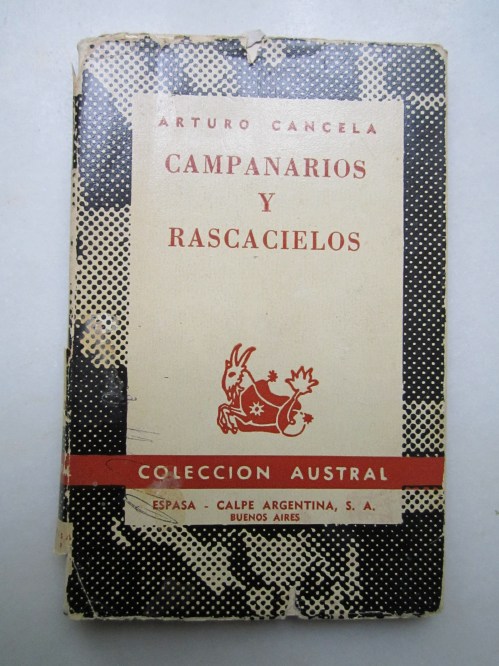 ARTURO CANCELA
CAMPANARIOS
Y
RASCACIELOS
COLECCION AUSTRAL
ESPASA - CALPE ARGENTINA, S. A.
BUENOS AIRES